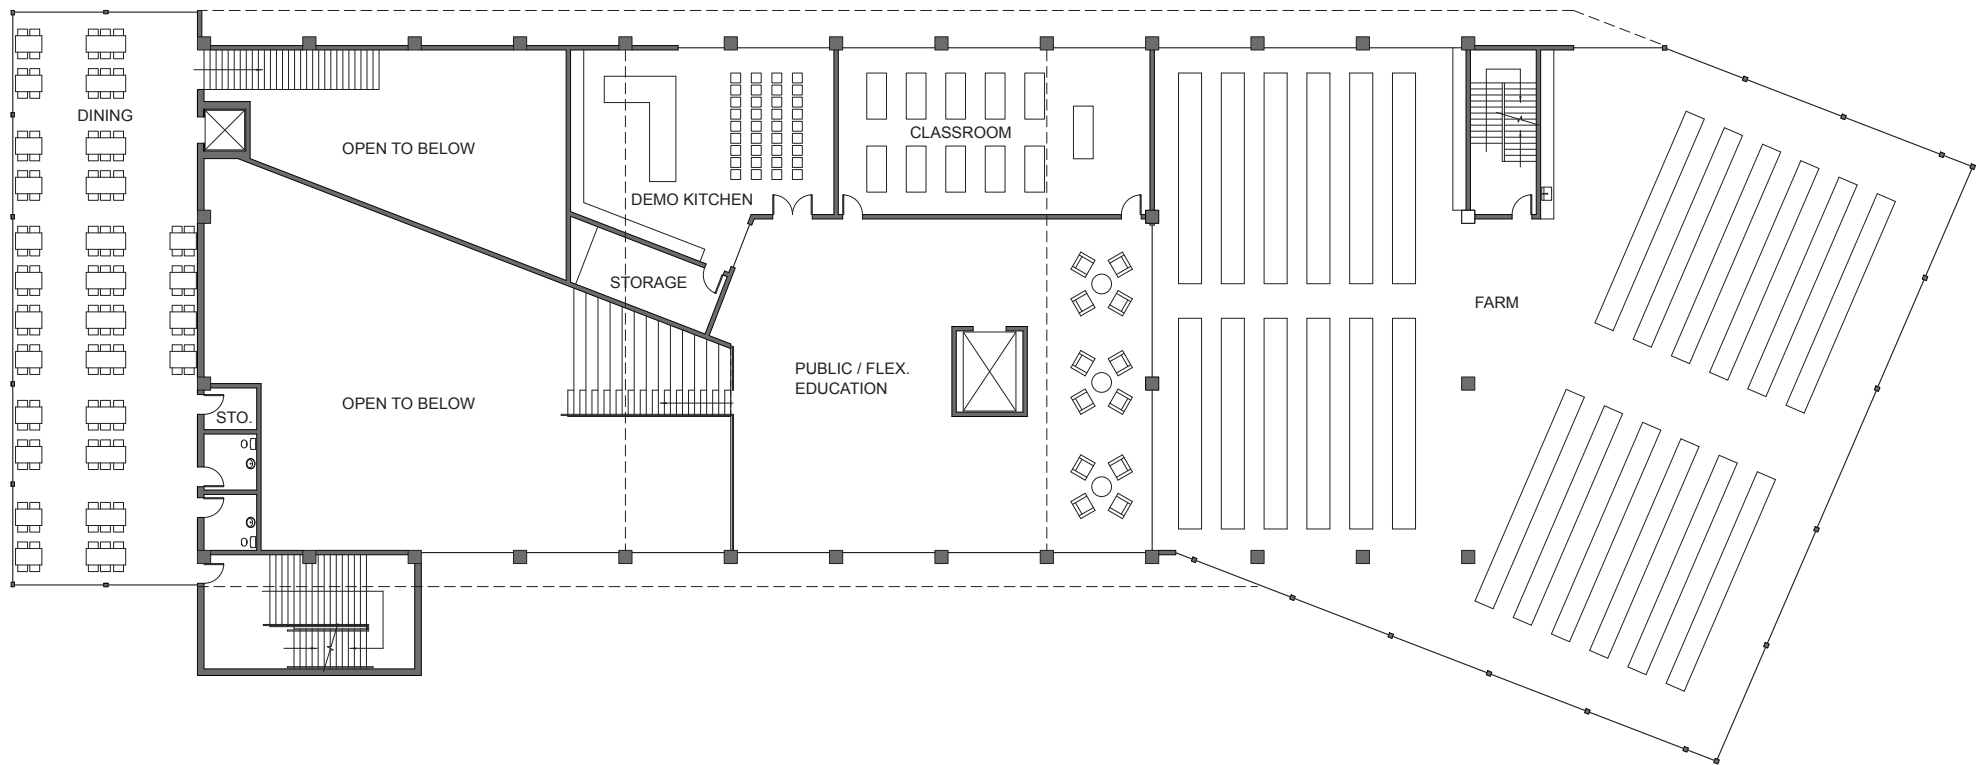 DINING
OPEN TO BELOW
DEMO KITCHEN
CLASSROOM
STORAGE
FARM
PUBLIC / FLEX.
EDUCATION
OPEN TO BELOW
STO.